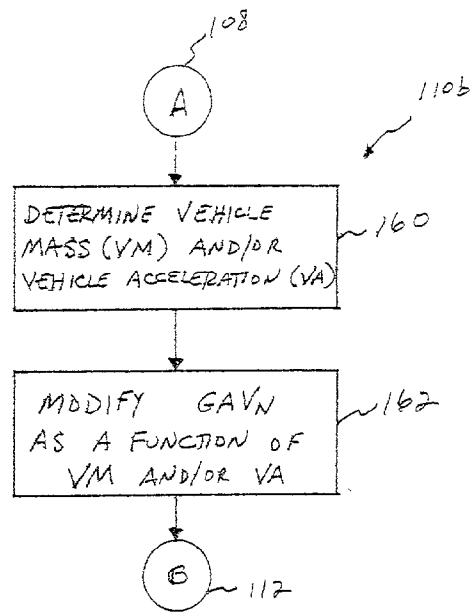 108
A
110b
DETERMINE VEHICLE
MASS (VM) AND/OR
VEHICLE ACCELERATION (VA)
160
MODIFY GAVN
AS A FUNCTION OF
VM AND/OR VA
162
B
112